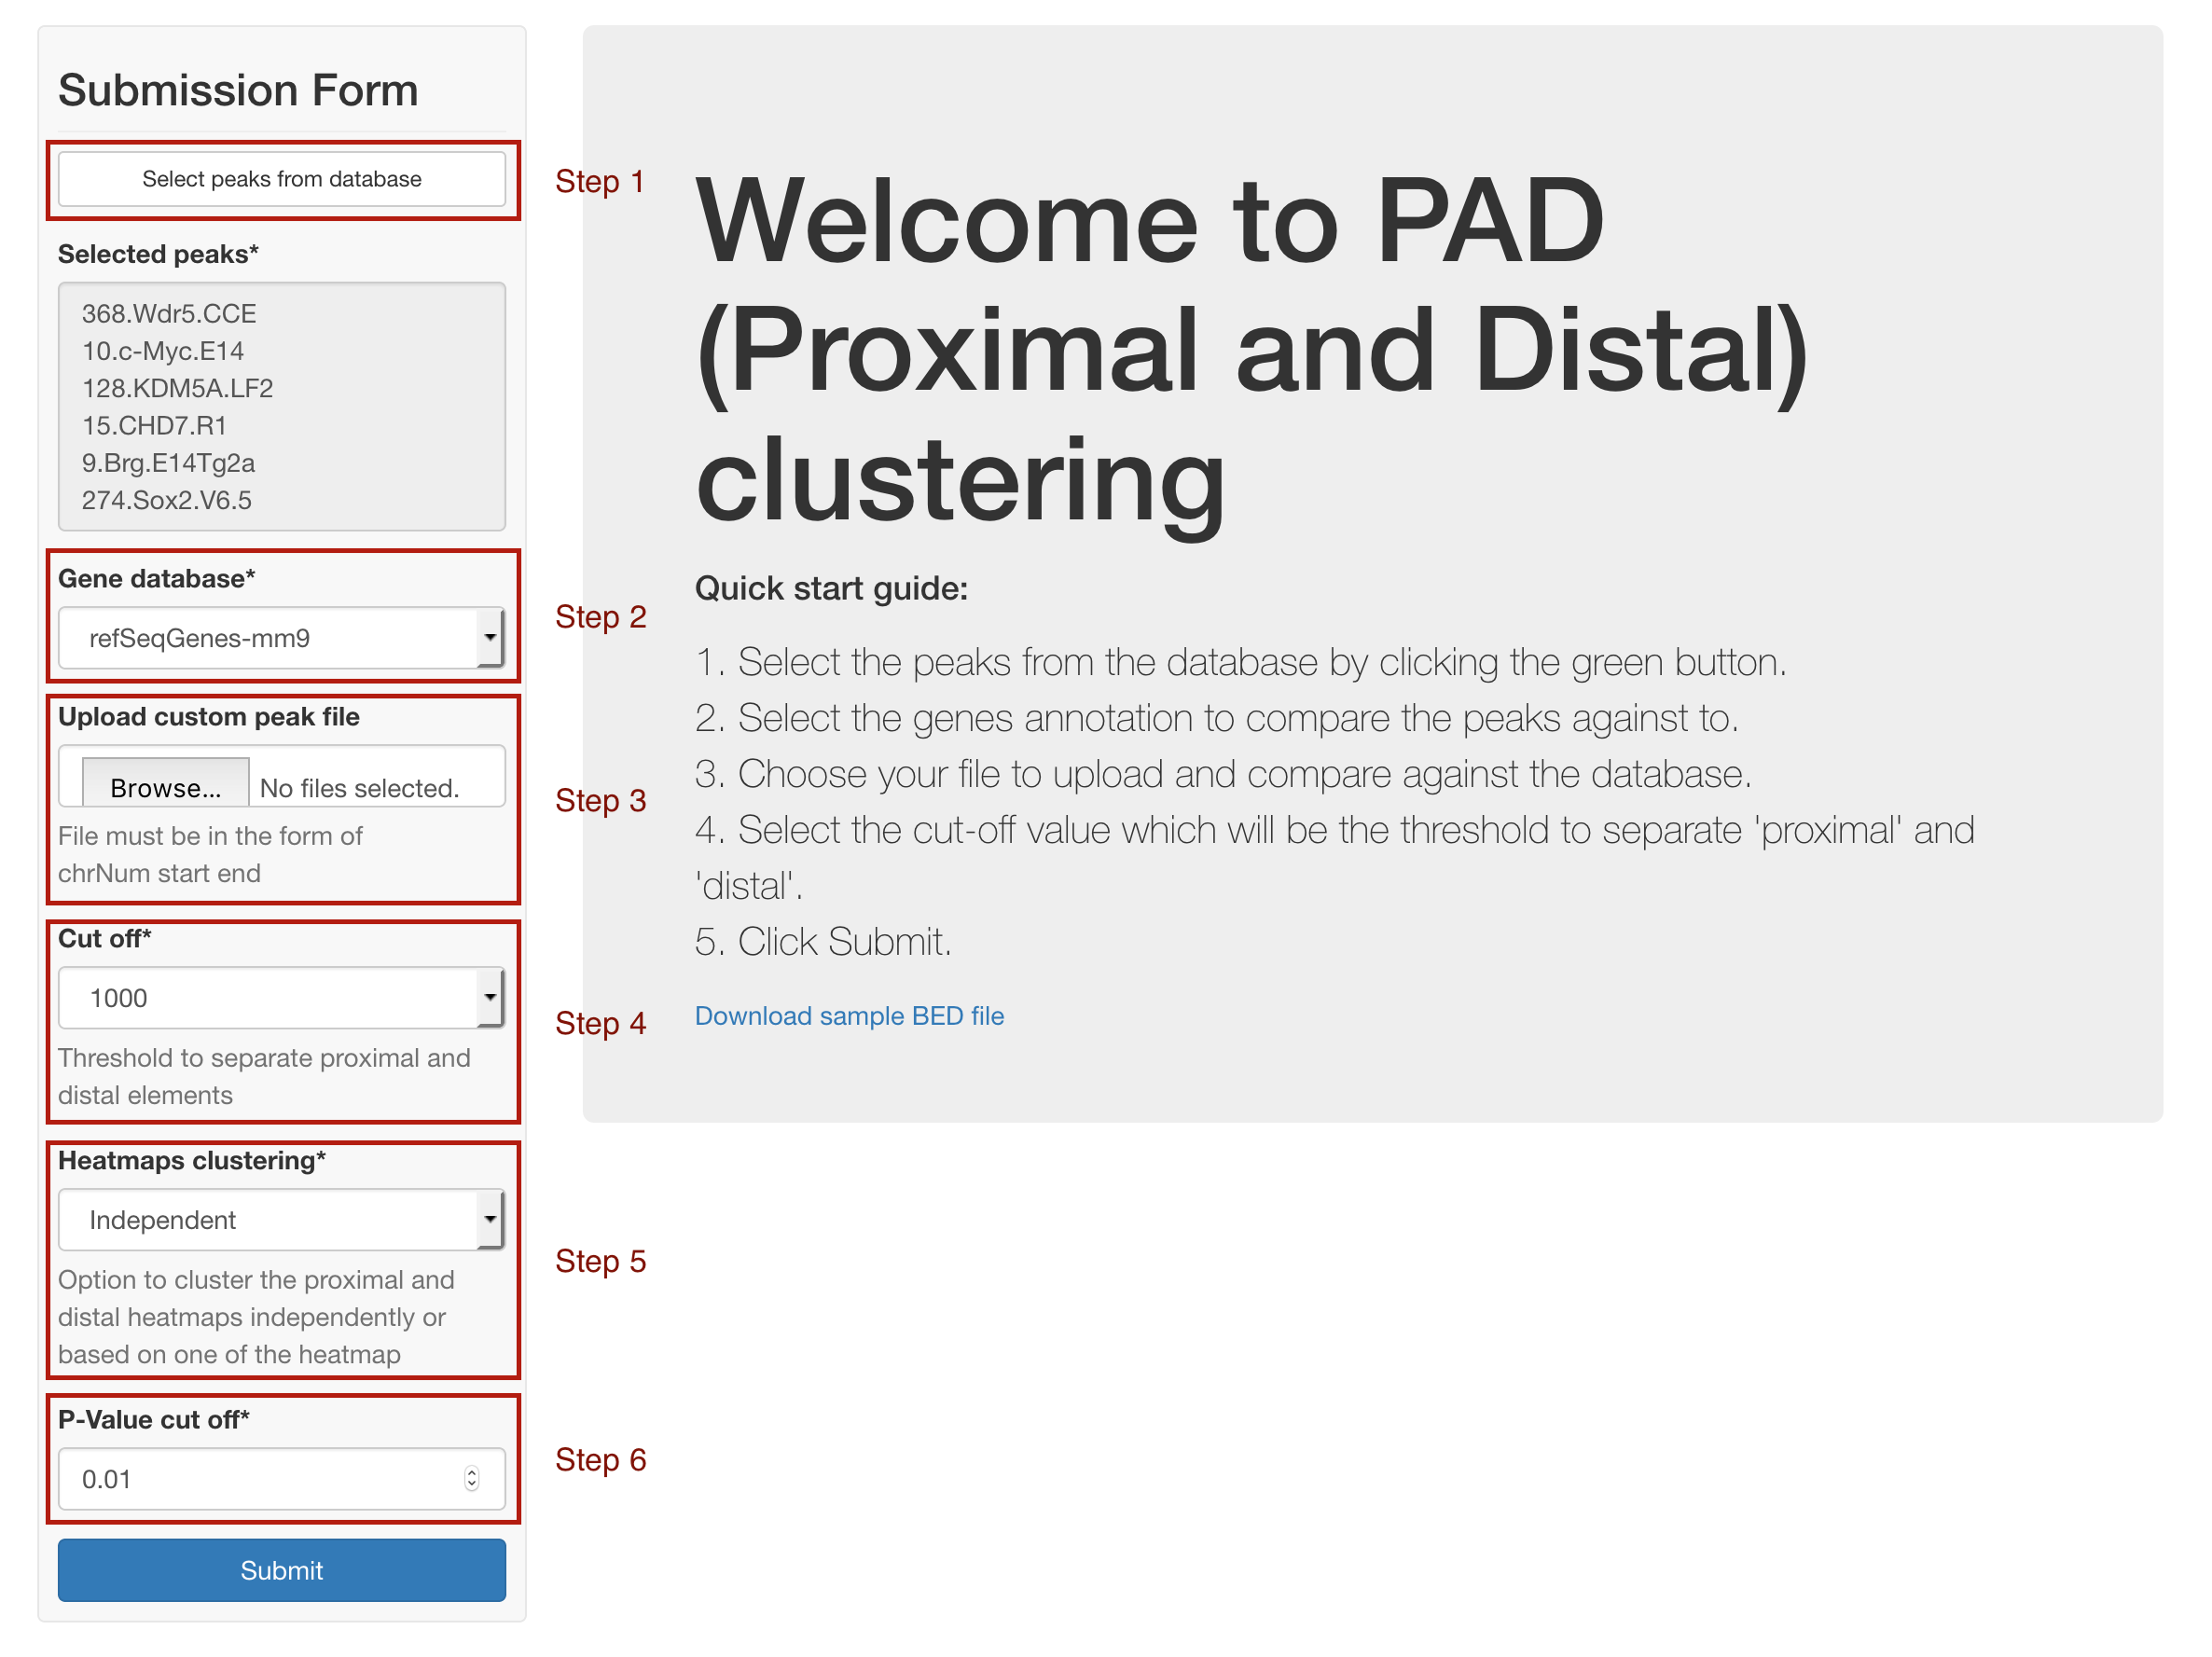 Submission Form
Select peaks from database
Step 1
Selected peaks*
368.Wdr5.CCE
10.c-Myc.E14
128.KDM5A.LF2
15.CHD7.R1
9.Brg.E14Tg2a
274.Sox2.V6.5
Gene database*
refSeqGenes-mm9
Step 2
Upload custom peak file
Browse... No files selected.
File must be in the form of
chrNum start end
Step 3
Cut off*
1000
Threshold to separate proximal and
distal elements
Step 4
Heatmaps clustering*
Independent
Option to cluster the proximal and
distal heatmaps independently or
based on one of the heatmap
Step 5
P-Value cut off*
0.01
Step 6
Submit
Welcome to PAD
(Proximal and Distal)
clustering
Quick start guide:
1. Select the peaks from the database by clicking the green button.
2. Select the genes annotation to compare the peaks against to.
3. Choose your file to upload and compare against the database.
4. Select the cut-off value which will be the threshold to separate 'proximal' and
'distal'.
5. Click Submit.
Download sample BED file